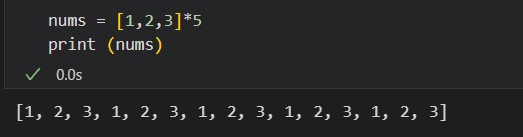 nums = [1,2,3]*5
print (nums)
0.0s
[1, 2, 3, 1, 2, 3, 1, 2, 3, 1, 2, 3, 1, 2, 3]